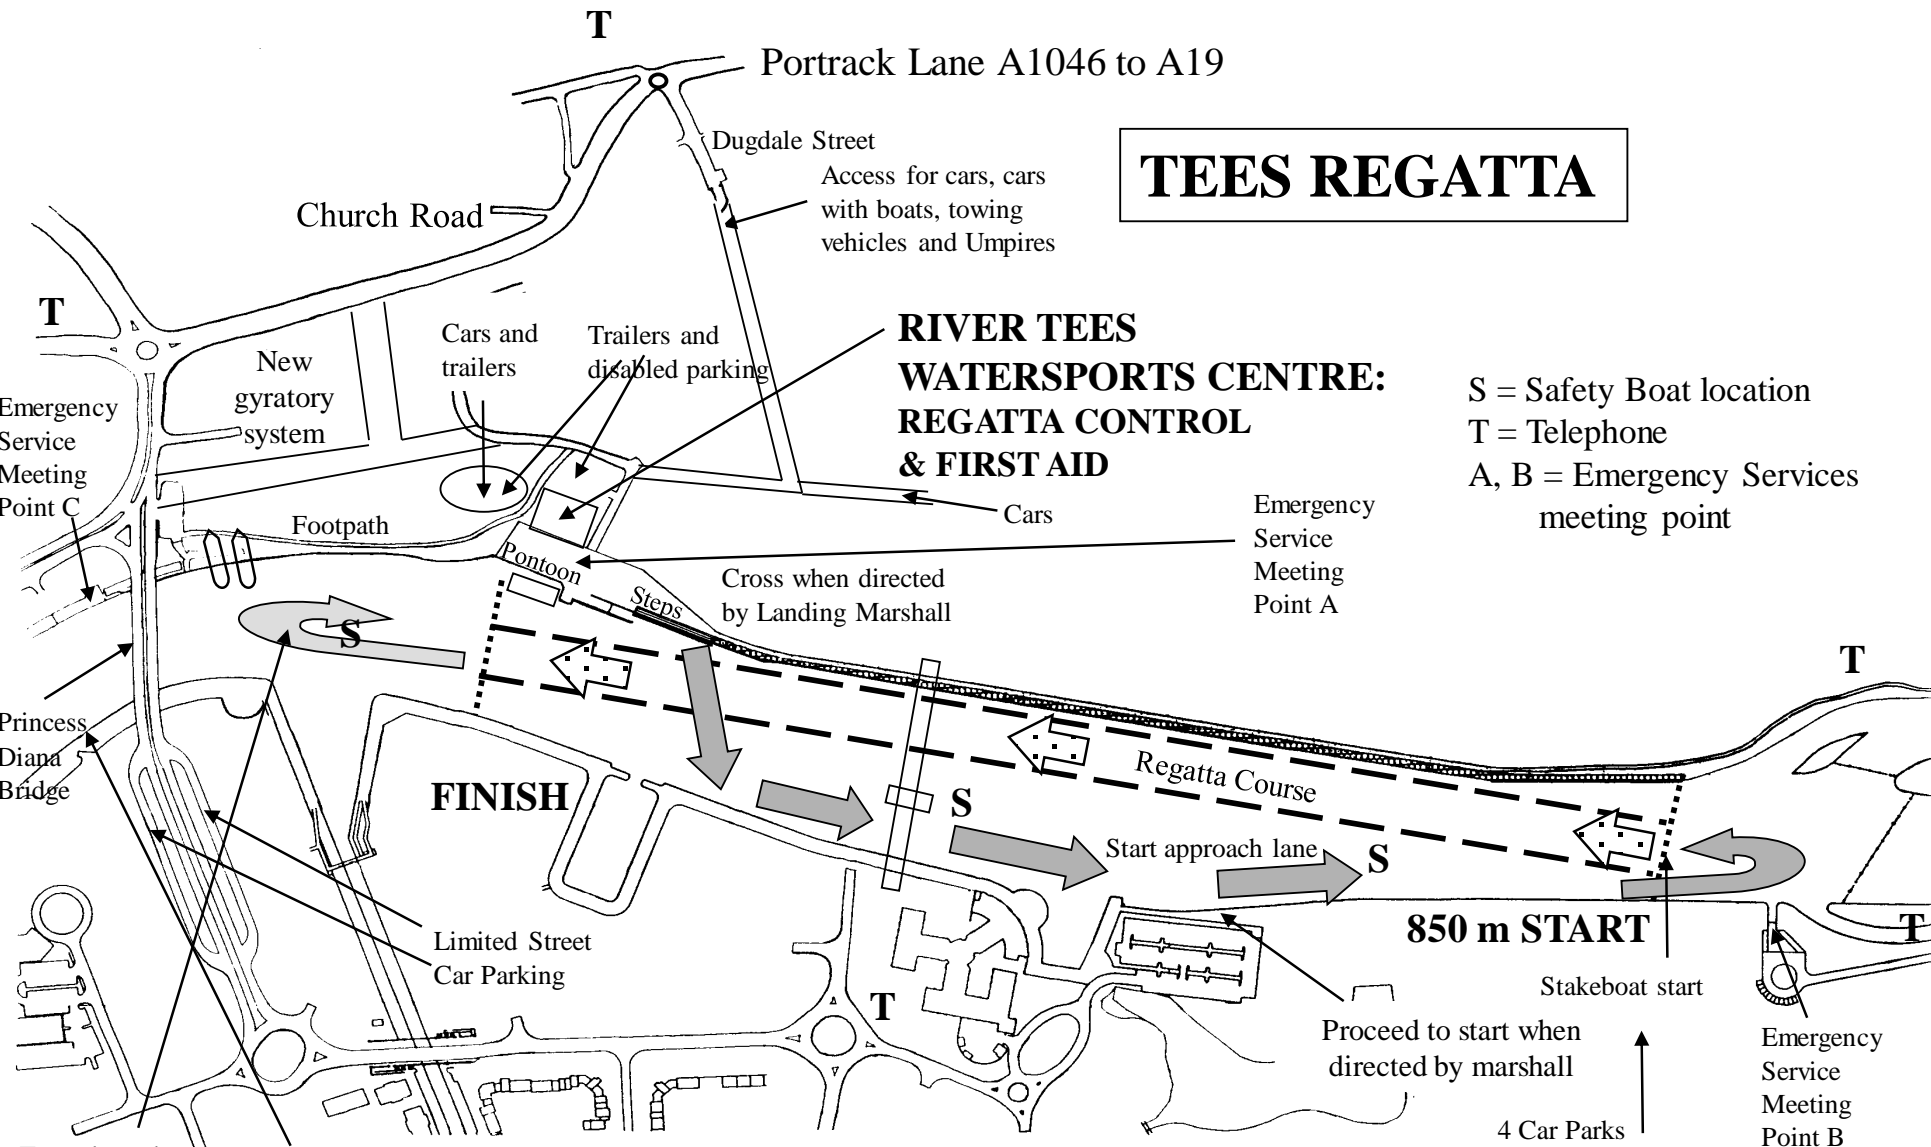 T
Portrack Lane A1046 to A19
Dugdale Street
Access for cars, cars
with boats, towing
vehicles and Umpires
TEES REGATTA
Church Road
T
New
gyratory
system
Cars and
trailers
Trailers and
disabled parking
RIVER TEES
WATERSPORTS CENTRE:
REGATTA CONTROL
& FIRST AID
S = Safety Boat location
T = Telephone
A, B = Emergency Services
meeting point
Emergency
Service
Meeting
Point C
Footpath
Cars
Emergency
Service
Meeting
Point A
Pontoon
Steps
Cross when directed
by Landing Marshall
S
T
Princess
Diana
Bridge
FINISH
Regatta Course
S
Start approach lane
S
850 m START
T
Limited Street
Car Parking
T
Stakeboat start
Proceed to start when
directed by marshall
Emergency
Service
Meeting
Point B
4 Car Parks